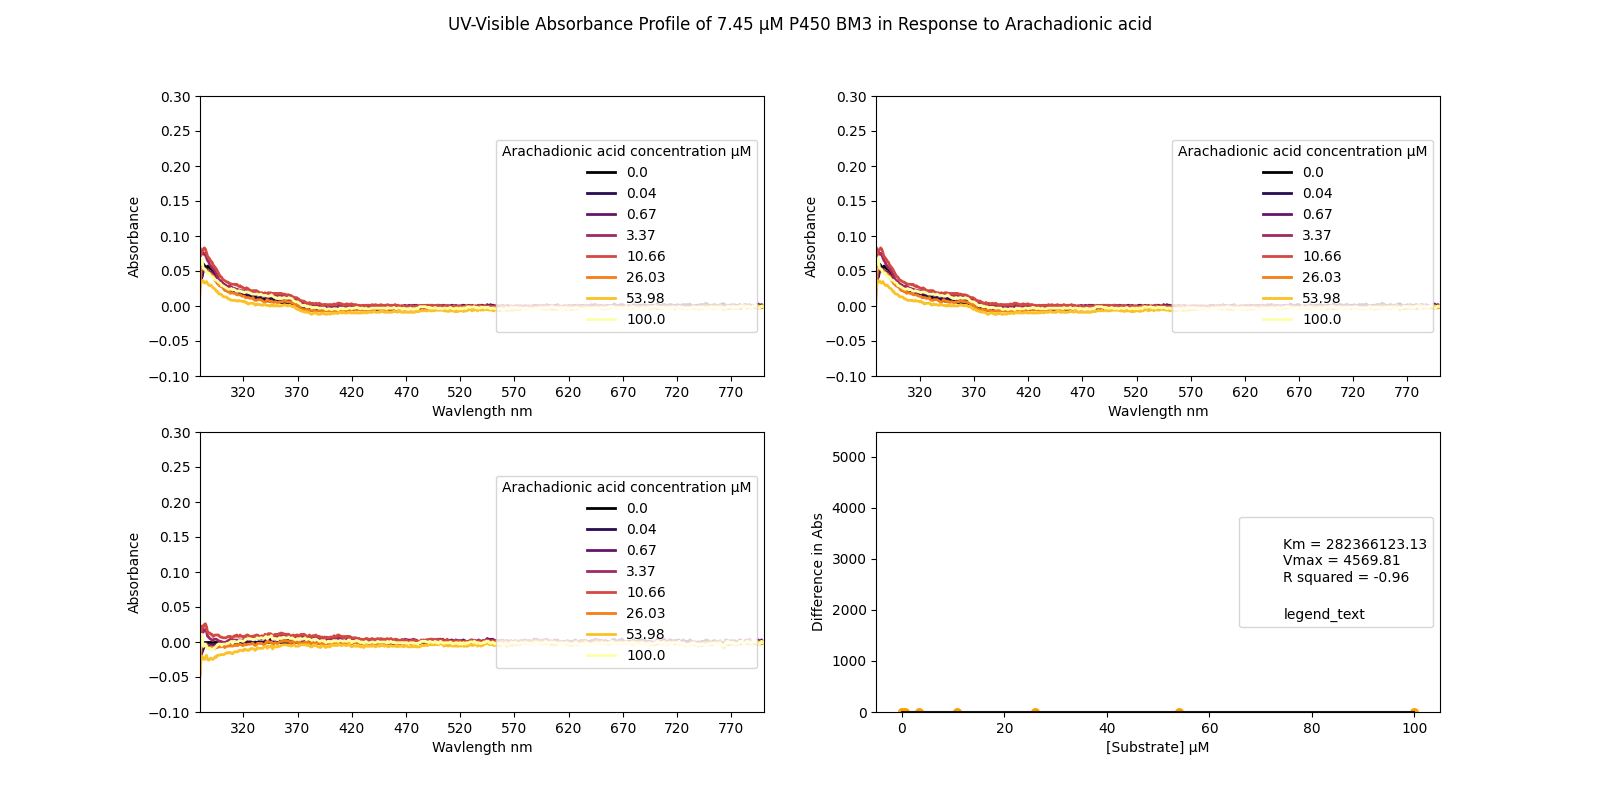 UV-Visible Absorbance Profile of 7.45 μM P450 BM3 in Response to Arachadionic acid
0.30
0.25
0.20
0.15
0.10
0.05
0.00
−0.05
−0.10
Absorbance
320 370 420 470 520 570 620 670 720 770
Wavlength nm
Arachadionic acid concentration μM
0.0
0.04
0.67
3.37
10.66
26.03
53.98
100.0
0.30
0.25
0.20
0.15
0.10
0.05
0.00
−0.05
−0.10
Absorbance
320 370 420 470 520 570 620 670 720 770
Wavlength nm
Arachadionic acid concentration μM
0.0
0.04
0.67
3.37
10.66
26.03
53.98
100.0
0.30
0.25
0.20
0.15
0.10
0.05
0.00
−0.05
−0.10
Absorbance
320 370 420 470 520 570 620 670 720 770
Wavlength nm
Arachadionic acid concentration μM
0.0
0.04
0.67
3.37
10.66
26.03
53.98
100.0
5000
4000
3000
2000
1000
0
Difference in Abs
0 20 40 60 80 100
[Substrate] μM
Km = 282366123.13
Vmax = 4569.81
R squared = -0.96
legend_text